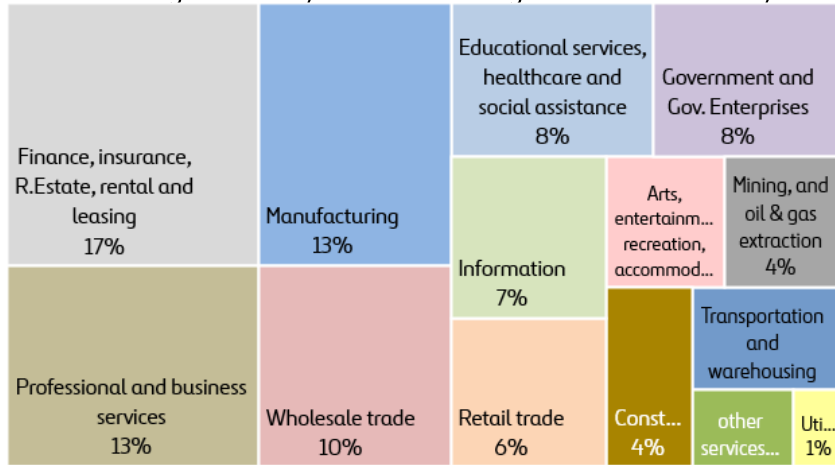 Finance, insurance,
R.Estate, rental and
leasing
17%
Professional and business
services
13%
Manufacturing
13%
Wholesale trade
10%
Educational services,
healthcare and
social assistance
8%
Government and
Gov. Enterprises
8%
Information
7%
Retail trade
6%
Arts,
entertainm...
recreation,
accommod...
Mining, and
oil & gas
extraction
4%
Const...
4%
Transportation
and
warehousing
other
services...
Uti...
1%